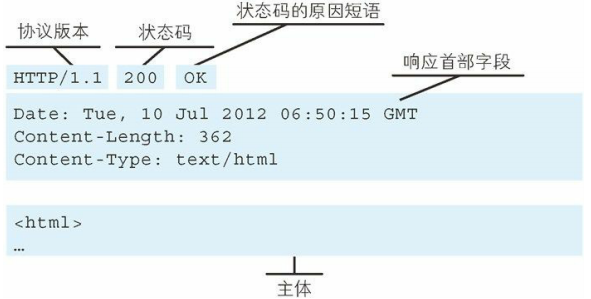 状态码的原因短语
协议版本 状态码
响应首部字段
HTTP/1.1 200 OK
Date: Tue, 10 Jul 2012 06:50:15 GMT
Content-Length: 362
Content-Type: text/html
<html>
…
主体